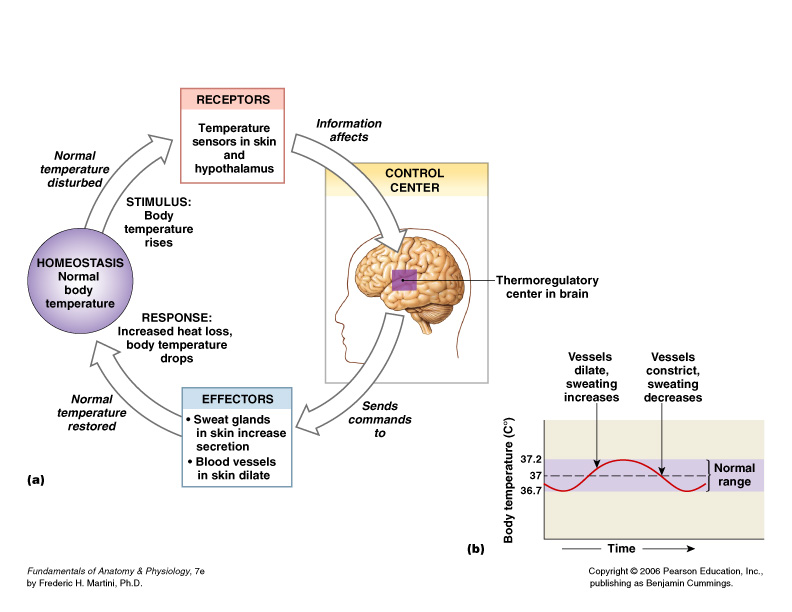 RECEPTORS
Temperature
sensors in skin
and
hypothalamus
Information
affects
Normal
temperature
disturbed
STIMULUS:
Body
temperature
rises
CONTROL
CENTER
HOMEOSTASIS
Normal
body
temperature
Thermoregulatory
center in brain
RESPONSE:
Increased heat loss,
body temperature
drops
Normal
temperature
restored
EFFECTORS
• Sweat glands
in skin increase
secretion
• Blood vessels
in skin dilate
Sends
commands
to
(a)
Vessels
dilate,
sweating
increases
Vessels
constrict,
sweating
decreases
Body temperature (C°)
37.2
37
36.7
Normal
range
Time
(b)
Fundamentals of Anatomy & Physiology, 7e
by Frederic H. Martini, Ph.D.
Copyright © 2006 Pearson Education, Inc.,
publishing as Benjamin Cummings.